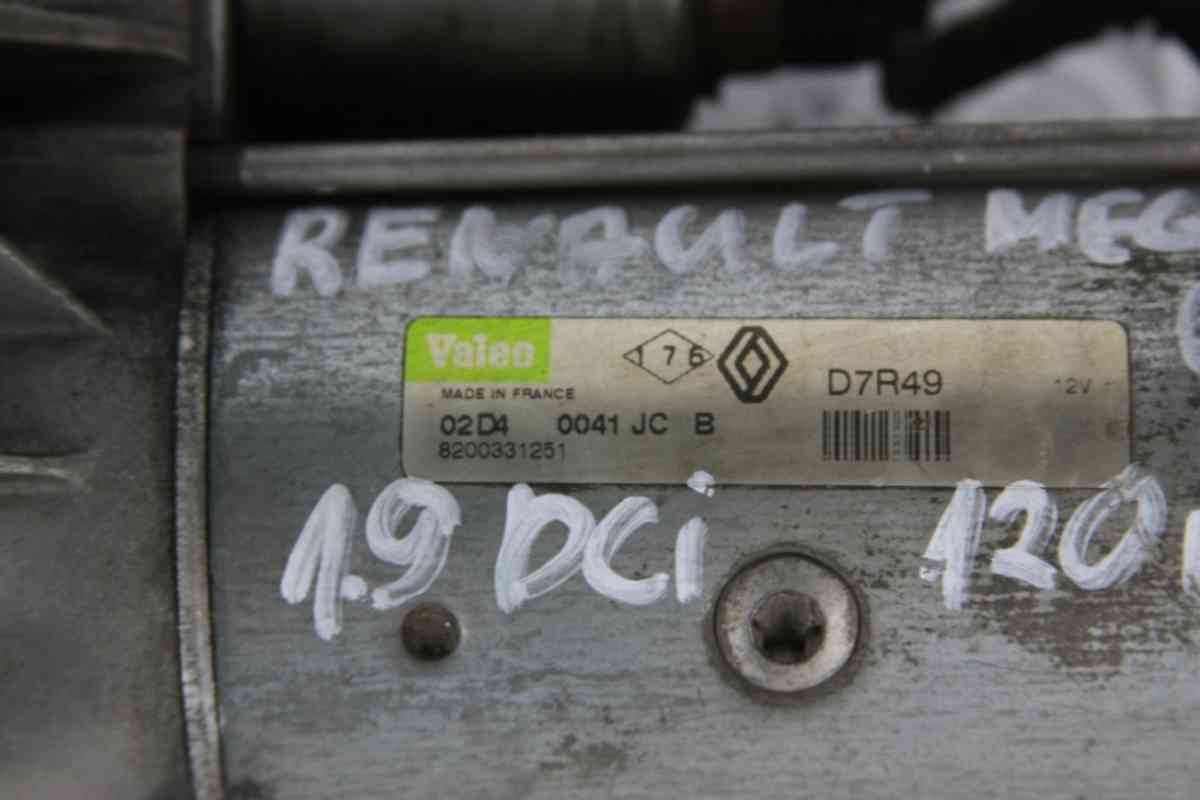 RENAULT MEG
Valeo 176 D7R49 12V
MADE IN FRANCE
02D4 0041 JC B
8200331251
1.9 DCi 120